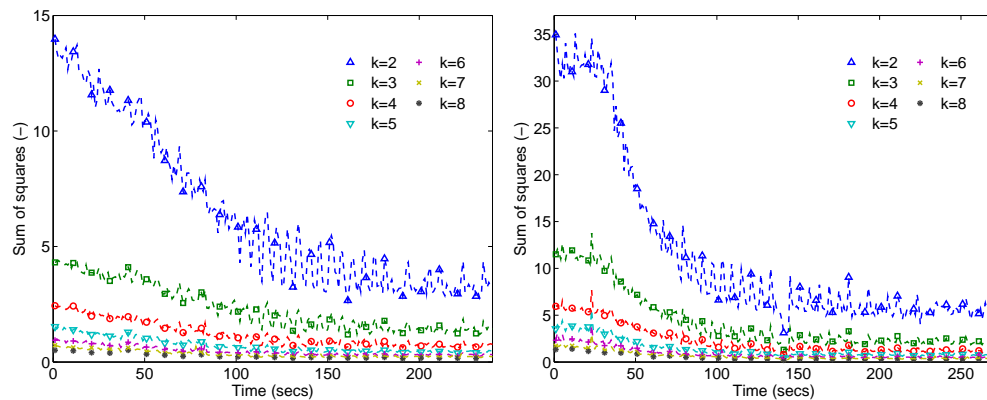 15
10
5
0
Sum of squares (−)
k=2
k=3
k=4
k=5
k=6
k=7
k=8
0
50
100
150
200
Time (secs)
35
30
25
20
15
10
5
0
Sum of squares (−)
k=2
k=3
k=4
k=5
k=6
k=7
k=8
0
50
100
150
200
250
Time (secs)